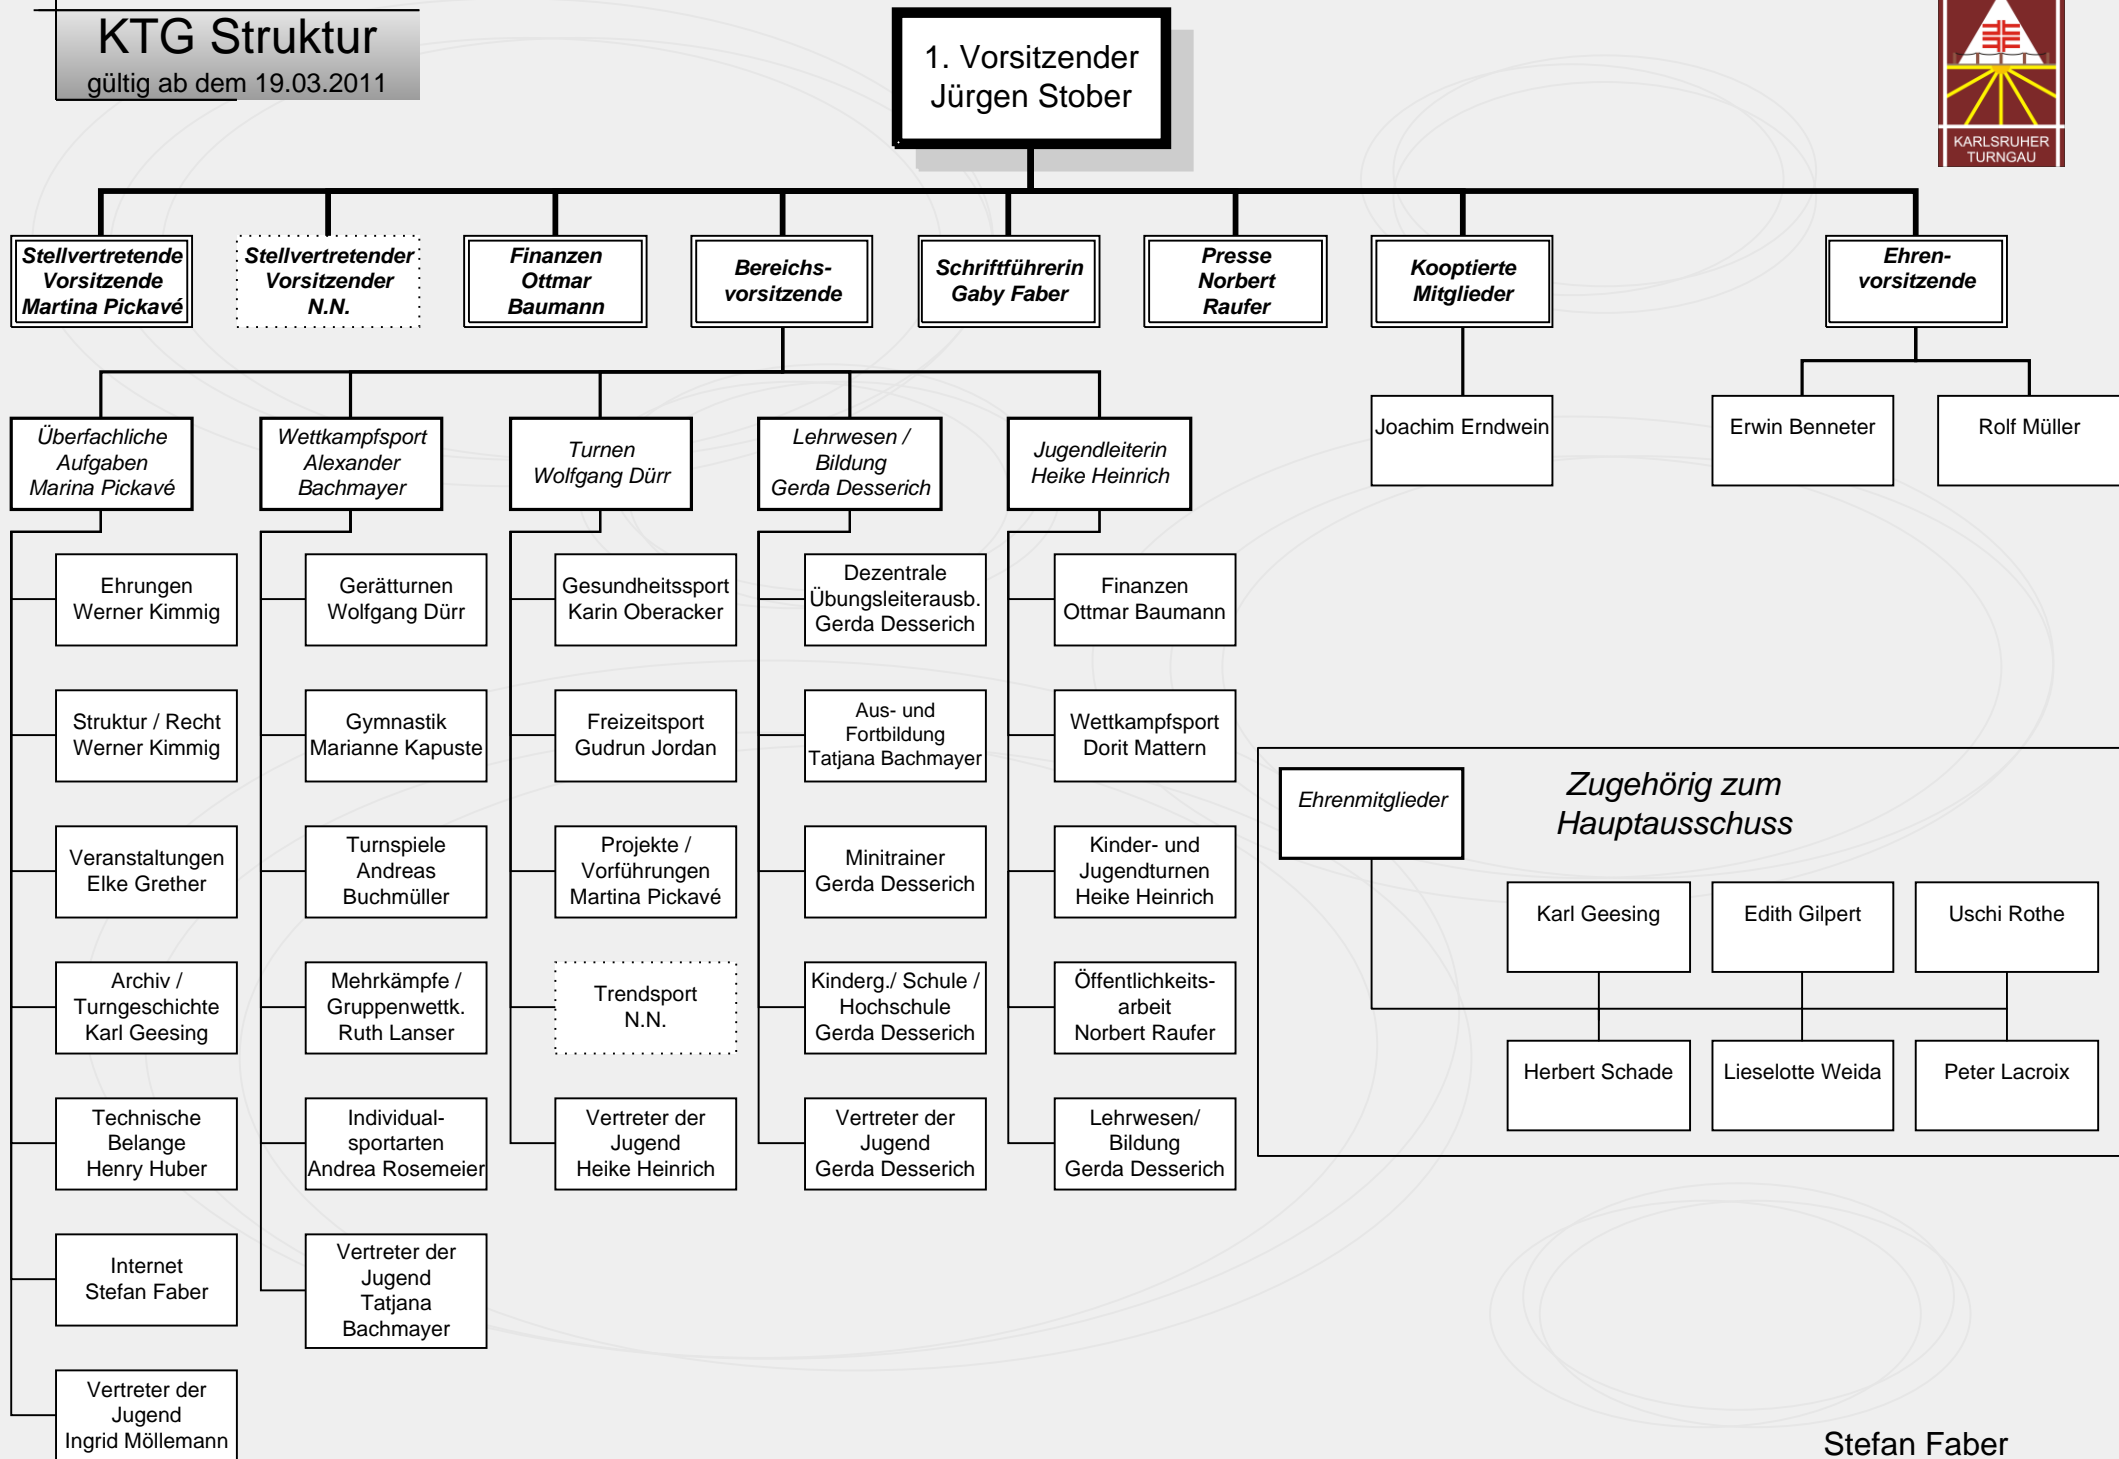 KTG Struktur
gültig ab dem 19.03.2011
1. Vorsitzender
Jürgen Stober
KARLSRUHER
TURNGAU
Stellvertretende
Vorsitzende
Martina Pickavé
Stellvertretender
Vorsitzender
N.N.
Finanzen
Ottmar
Baumann
Bereichs-
vorsitzende
Schriftführerin
Gaby Faber
Presse
Norbert
Raufer
Kooptierte
Mitglieder
Ehren-
vorsitzende
Joachim Erndwein
Erwin Benneter
Rolf Müller
Überfachliche
Aufgaben
Marina Pickavé
Wettkampfsport
Alexander
Bachmayer
Turnen
Wolfgang Dürr
Lehrwesen /
Bildung
Gerda Desserich
Jugendleiterin
Heike Heinrich
Ehrungen
Werner Kimmig
Struktur / Recht
Werner Kimmig
Veranstaltungen
Elke Grether
Archiv /
Turngeschichte
Karl Geesing
Technische
Belange
Henry Huber
Internet
Stefan Faber
Vertreter der
Jugend
Ingrid Möllemann
Gerätturnen
Wolfgang Dürr
Gymnastik
Marianne Kapuste
Turnspiele
Andreas
Buchmüller
Mehrkämpfe /
Gruppenwettk.
Ruth Lanser
Individual-
sportarten
Andrea Rosemeier
Vertreter der
Jugend
Tatjana
Bachmayer
Gesundheitssport
Karin Oberacker
Freizeitsport
Gudrun Jordan
Projekte /
Vorführungen
Martina Pickavé
Trendsport
N.N.
Vertreter der
Jugend
Heike Heinrich
Dezentrale
Übungsleiterausb.
Gerda Desserich
Aus- und
Fortbildung
Tatjana Bachmayer
Minitrainer
Gerda Desserich
Kinderg./ Schule /
Hochschule
Gerda Desserich
Vertreter der
Jugend
Gerda Desserich
Finanzen
Ottmar Baumann
Wettkampfsport
Dorit Mattern
Kinder- und
Jugendturnen
Heike Heinrich
Öffentlichkeits-
arbeit
Norbert Raufer
Lehrwesen/
Bildung
Gerda Desserich
Ehrenmitglieder
Zugehörig zum
Hauptausschuss
Karl Geesing
Edith Gilpert
Uschi Rothe
Herbert Schade
Lieselotte Weida
Peter Lacroix
Stefan Faber